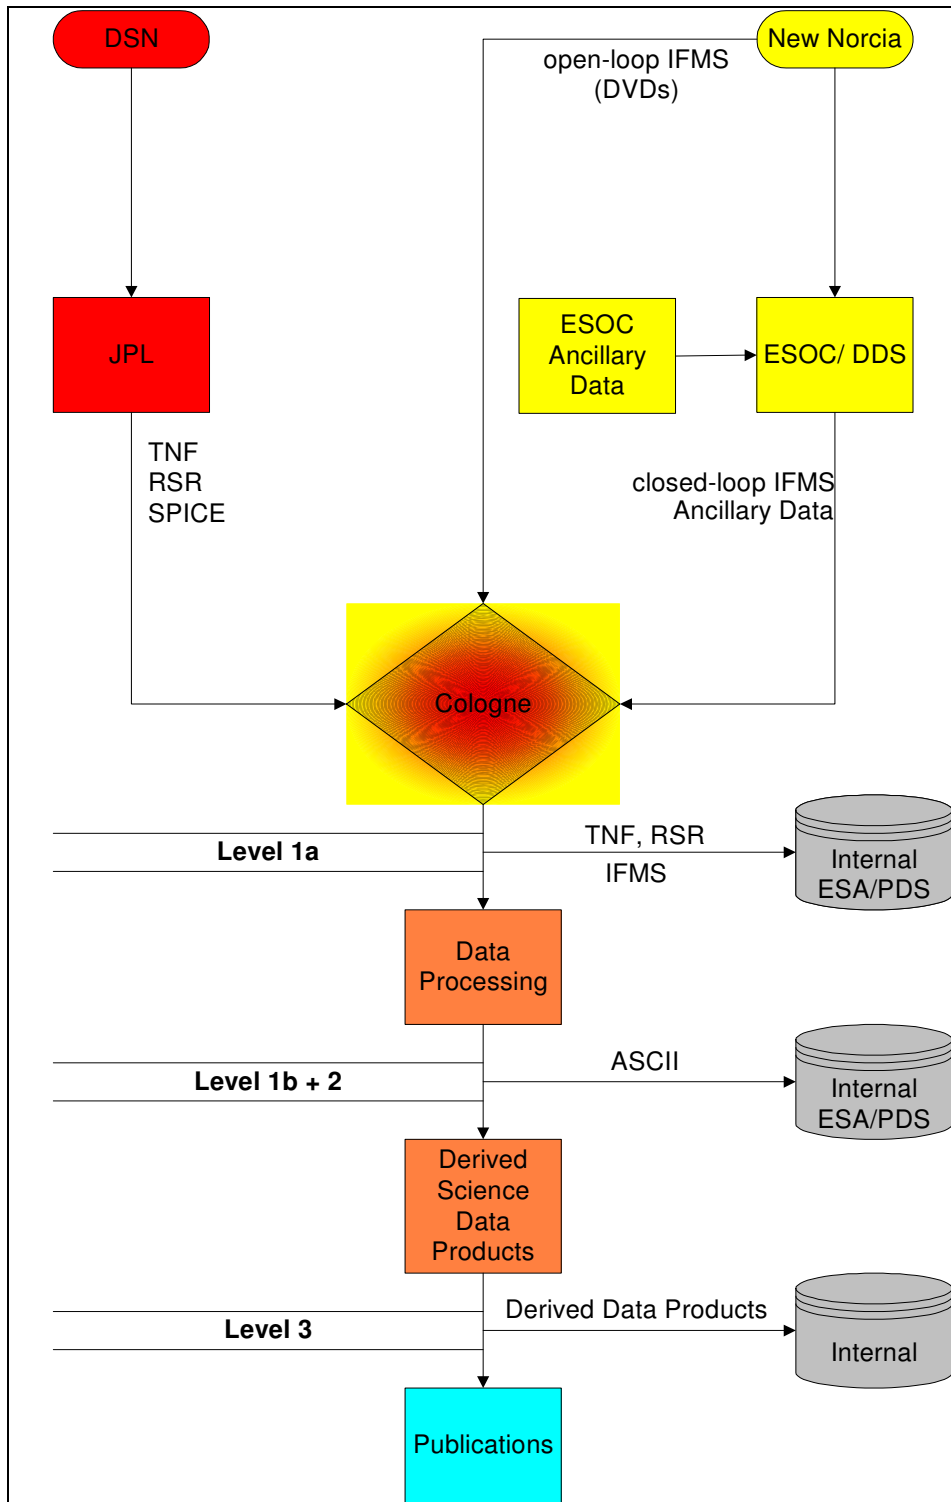 DSN
New Norcia
open-loop IFMS
(DVDs)
JPL
ESOC
Ancillary
Data
ESOC/ DDS
TNF
RSR
SPICE
closed-loop IFMS
Ancillary Data
Cologne
Level 1a
TNF, RSR
IFMS
Internal
ESA/PDS
Data
Processing
Level 1b + 2
ASCII
Internal
ESA/PDS
Derived
Science
Data
Products
Level 3
Derived Data Products
Internal
Publications